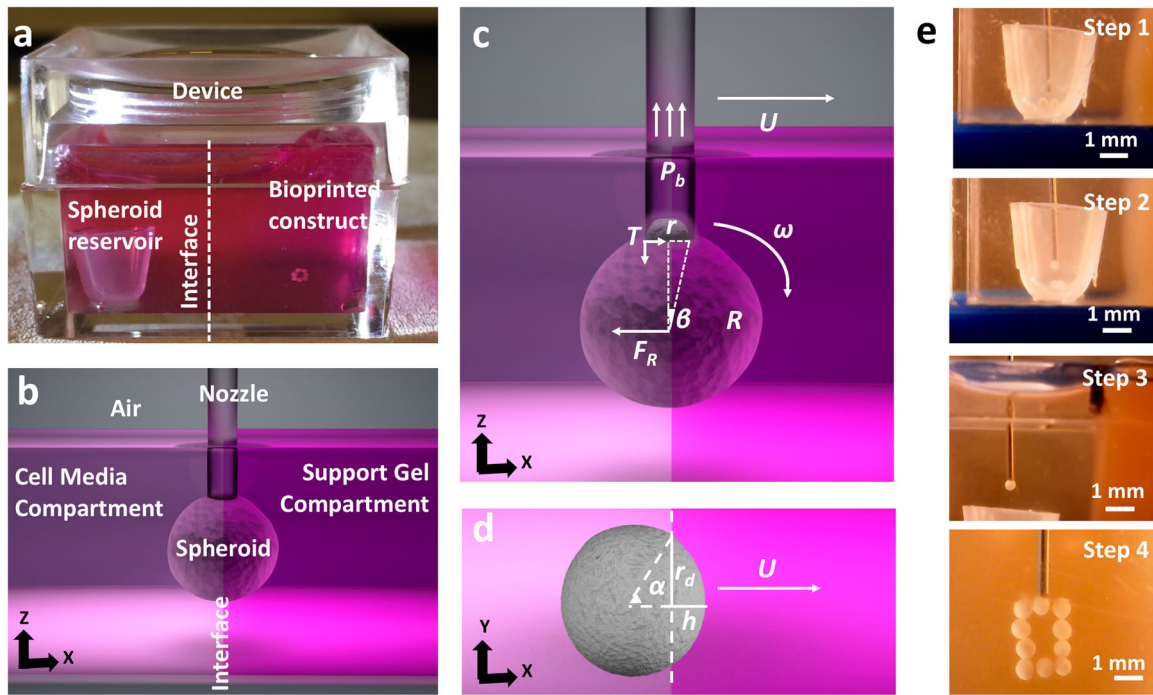 a
Device
Spheroid
reservoir
Interface
Bioprinted
construct
b
Air
Nozzle
Cell Media
Compartment
Support Gel
Compartment
Spheroid
Interface
Z
X
c
U
P_b
T
r
ω
β
R
F_R
Z
X
d
α
r_d
h
U
Y
X
e
Step 1
1 mm
Step 2
1 mm
Step 3
1 mm
Step 4
1 mm